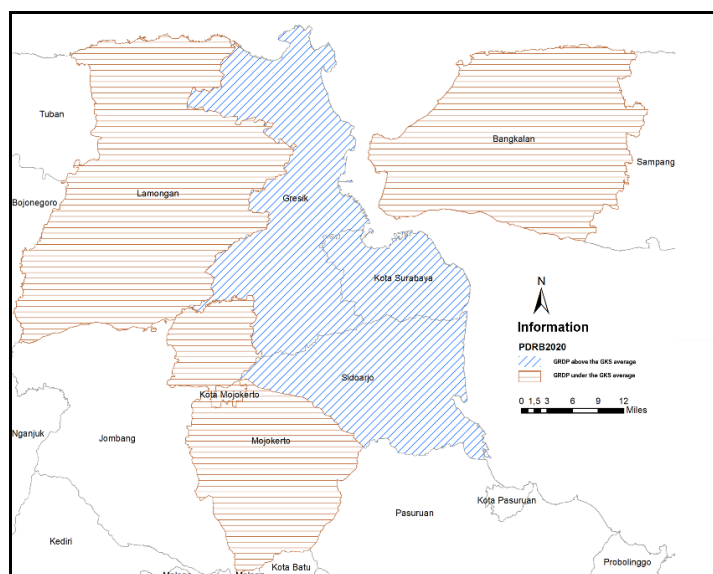 Tuban
Bangkalan
Sampang
Lamongan
Bojonegoro
Gresik
Kota Surabaya
N
Information
PDRB2020
GRDP above the GKS average
GRDP under the GKS average
0 1,5 3 6 9 12
Miles
Sidoarjo
Kota Mojokerto
Nganjuk
Jombang
Mojokerto
Kota Pasuruan
Pasuruan
Kediri
Kota Batu
Probolinggo